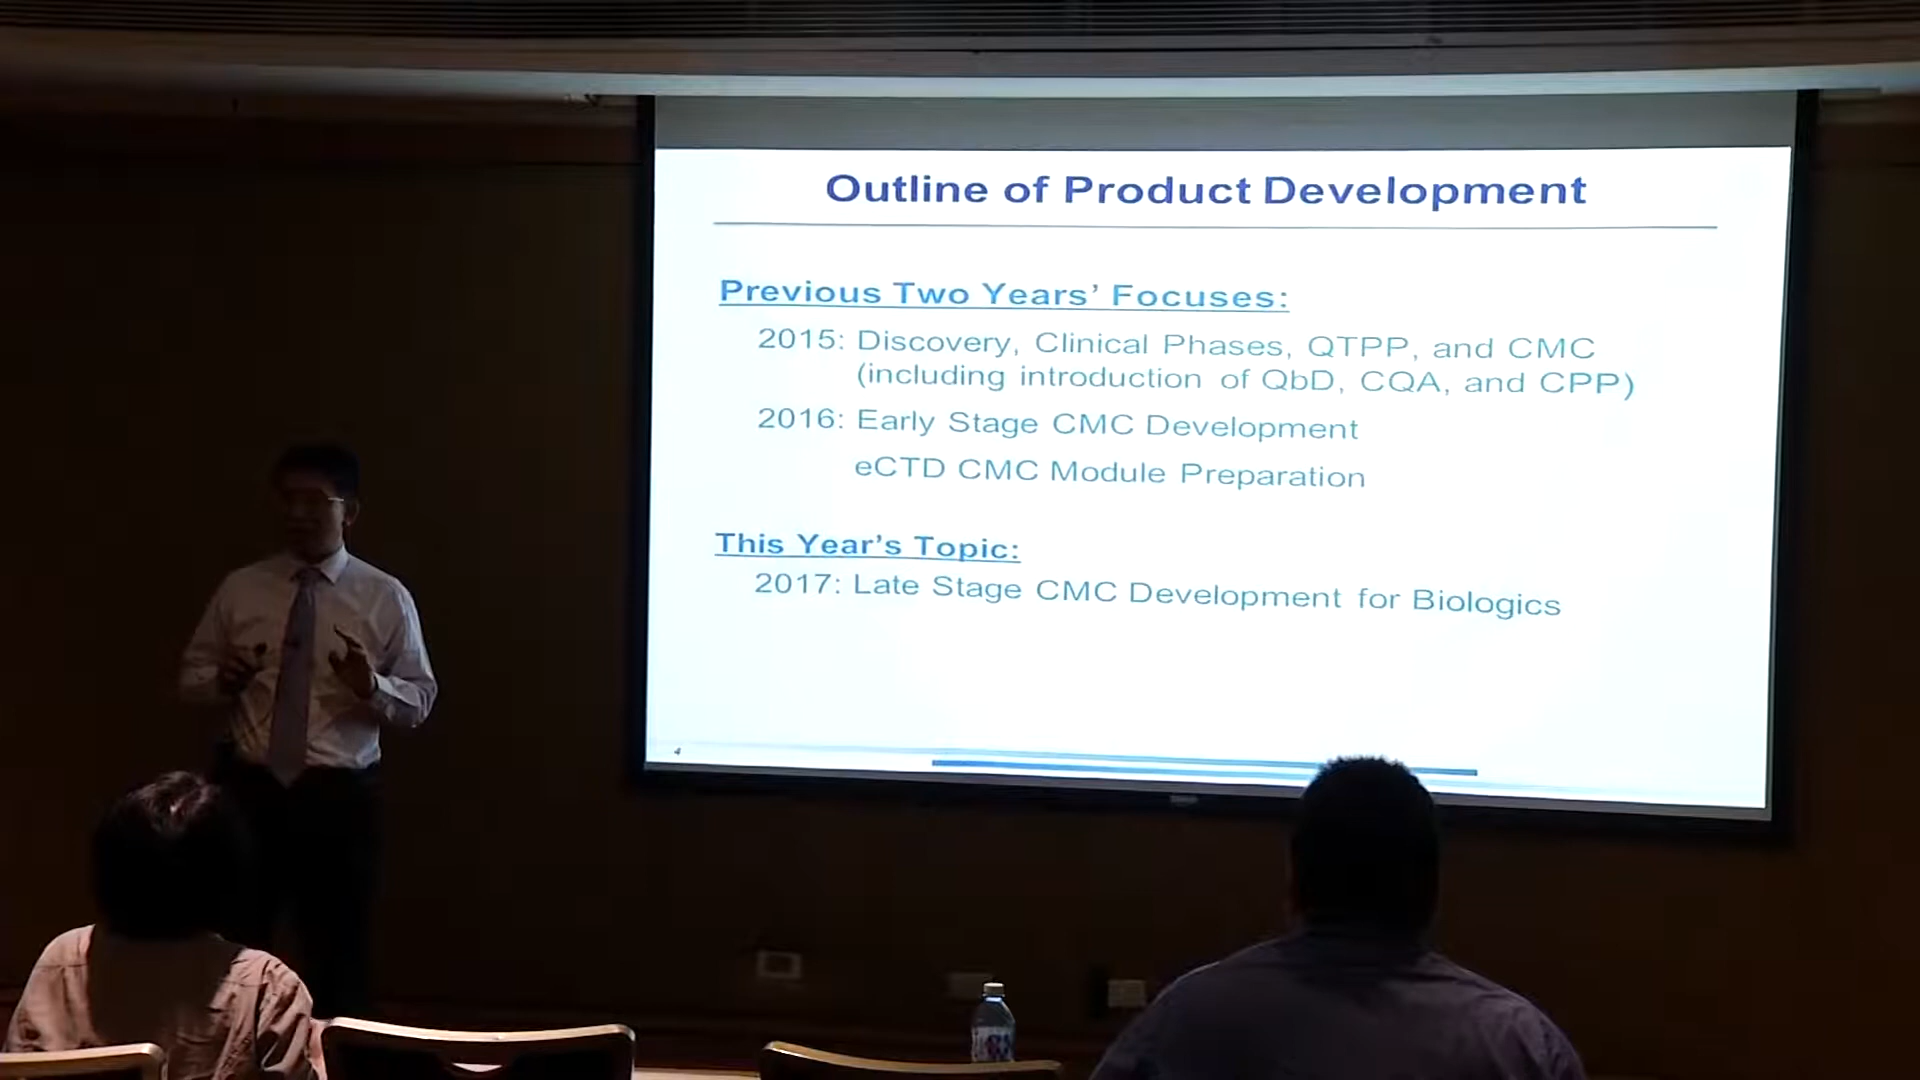 Outline of Product Development
Previous Two Years’ Focuses:
2015: Discovery, Clinical Phases, QTPP, and CMC
(including introduction of QbD, CQA, and CPP)
2016: Early Stage CMC Development
eCTD CMC Module Preparation
This Year’s Topic:
2017: Late Stage CMC Development for Biologics
4